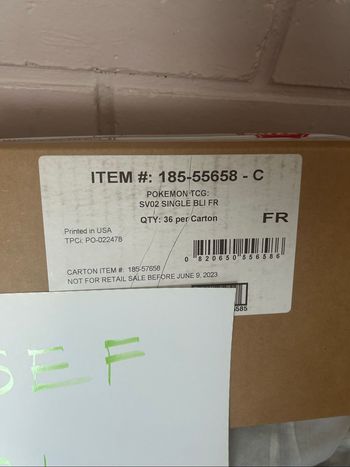 ITEM #: 185-55658 - C
POKEMON TCG:
SV02 SINGLE BLI FR
QTY: 36 per Carton
FR
Printed in USA
TPCi: PO-022478
0 820650 556586
CARTON ITEM #: 185-57658
NOT FOR RETAIL SALE BEFORE JUNE 9, 2023
SEF